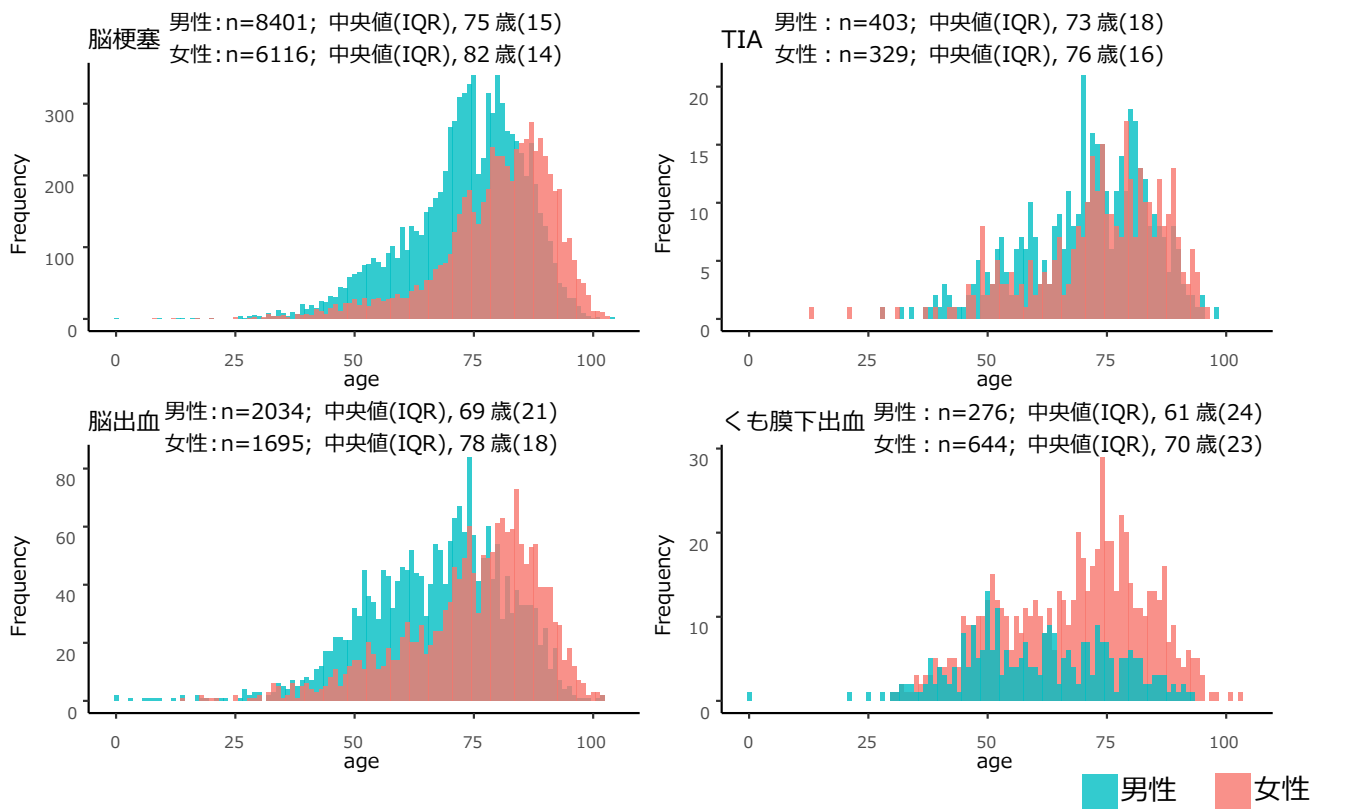 脳梗塞
男性:n=8401; 中央値(IQR), 75 歳(15)
女性:n=6116; 中央値(IQR), 82 歳(14)
Frequency
300
200
100
0
0 25 50 75 100
age
TIA
男性:n=403; 中央値(IQR), 73 歳(18)
女性:n=329; 中央値(IQR), 76 歳(16)
Frequency
20
15
10
5
0
0 25 50 75 100
age
脳出血
男性:n=2034; 中央値(IQR), 69 歳(21)
女性:n=1695; 中央値(IQR), 78 歳(18)
Frequency
80
60
40
20
0
0 25 50 75 100
age
くも膜下出血
男性:n=276; 中央値(IQR), 61 歳(24)
女性:n=644; 中央値(IQR), 70 歳(23)
Frequency
30
20
10
0
0 25 50 75 100
age
男性 女性